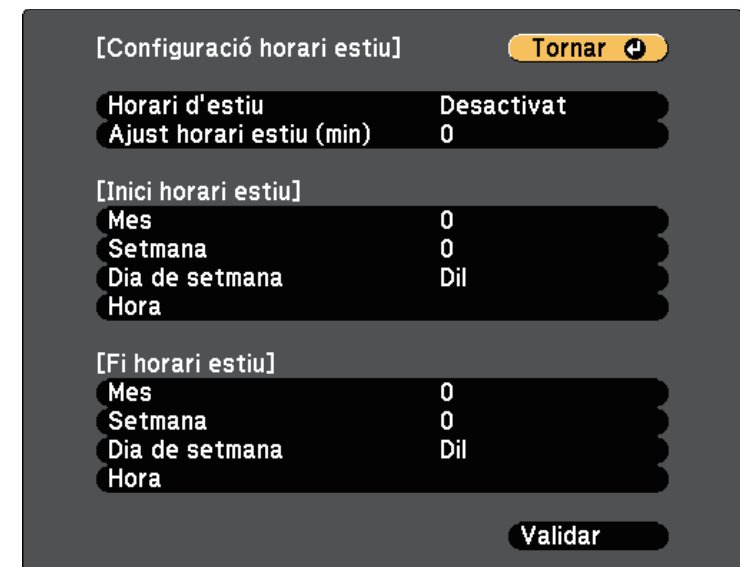 [Configuració horari estiu] Tornar
Horari d'estiu Desactivat
Ajust horari estiu (min) 0
[Inici horari estiu]
Mes 0
Setmana 0
Dia de setmana Dil
Hora
[Fi horari estiu]
Mes 0
Setmana 0
Dia de setmana Dil
Hora
Validar